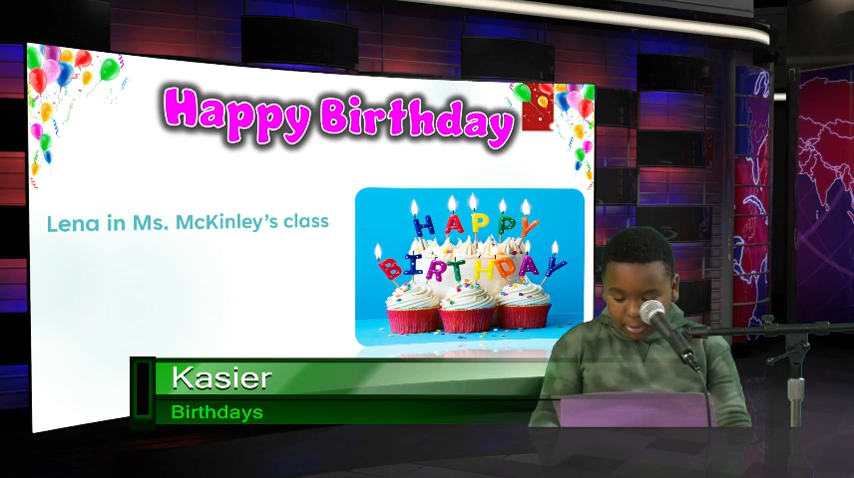 Happy Birthday
Lena in Ms. McKinley's class
HAPPY
BIRTHDAY
Kasier
Birthdays